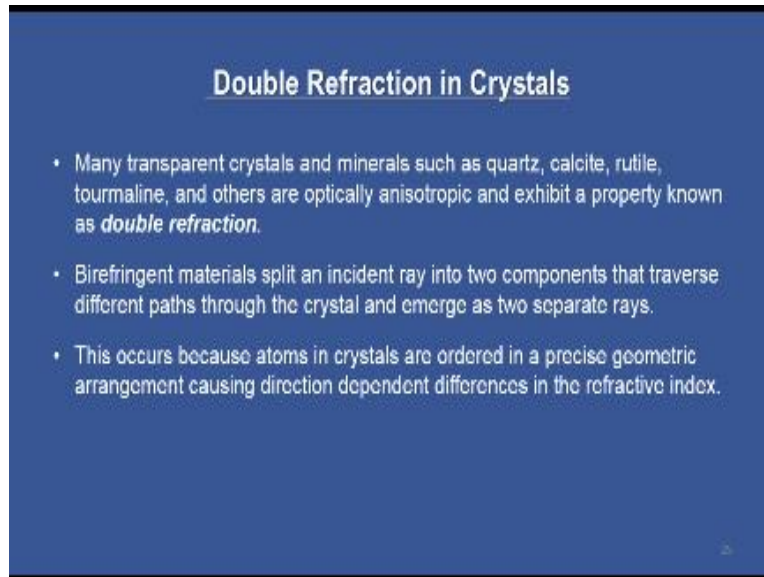 Double Refraction in Crystals
• Many transparent crystals and minerals such as quartz, calcite, rutile,
tourmaline, and others are optically anisotropic and exhibit a property known
as double refraction.
• Birefringent materials split an incident ray into two components that traverse
different paths through the crystal and emerge as two separate rays.
• This occurs because atoms in crystals are ordered in a precise geometric
arrangement causing direction dependent differences in the refractive index.